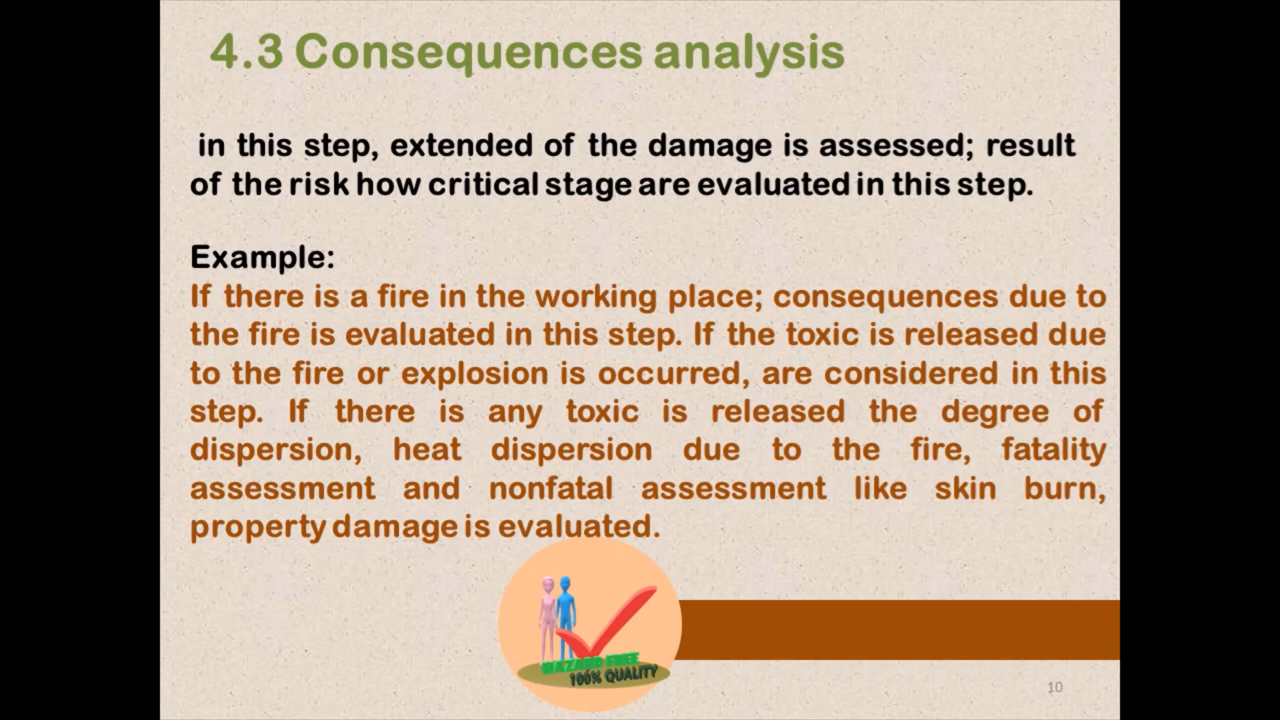 4.3 Consequences analysis
in this step, extended of the damage is assessed; result
of the risk how critical stage are evaluated in this step.
Example:
If there is a fire in the working place; consequences due to
the fire is evaluated in this step. If the toxic is released due
to the fire or explosion is occurred, are considered in this
step. If there is any toxic is released the degree of
dispersion, heat dispersion due to the fire, fatality
assessment and nonfatal assessment like skin burn,
property damage is evaluated.
HAZARD FREE
100% QUALITY
10